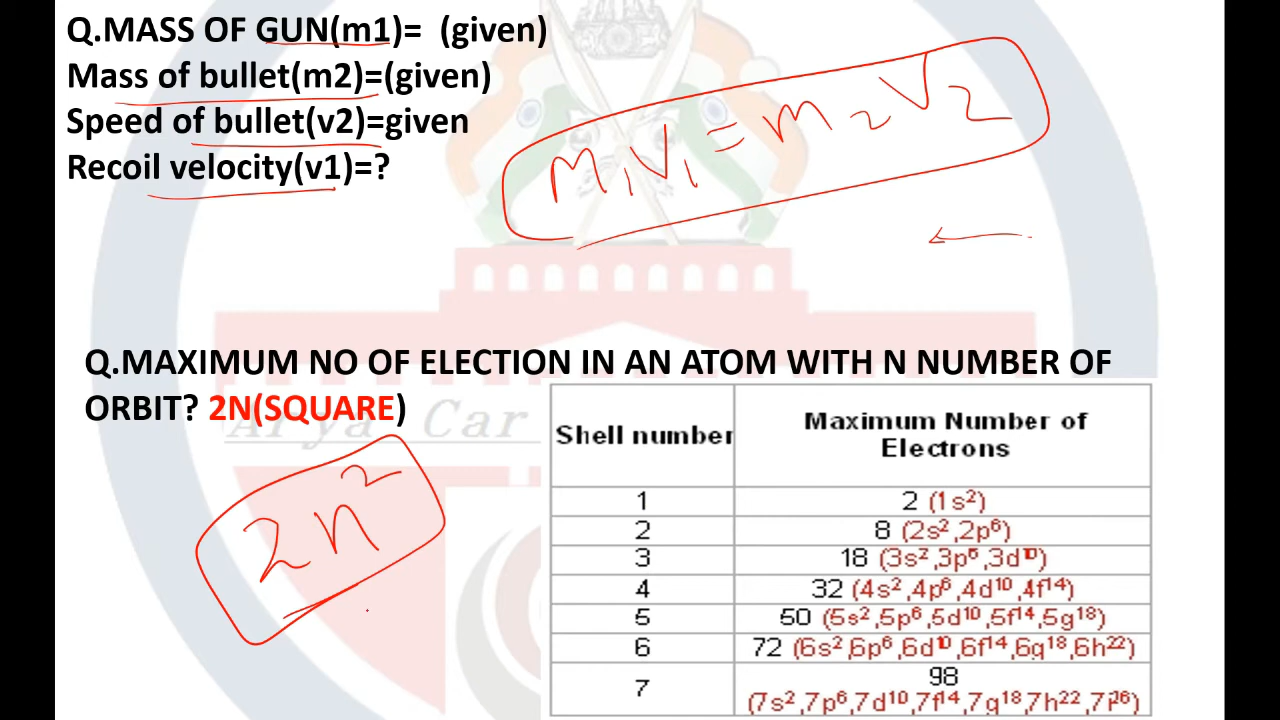 Q.MASS OF GUN(m1)= (given)
Mass of bullet(m2)=(given)
Speed of bullet(v2)=given
Recoil velocity(v1)=?
m₁v₁ = m₂v₂
Q.MAXIMUM NO OF ELECTION IN AN ATOM WITH N NUMBER OF
ORBIT? 2N(SQUARE)
Arya Car
2n²
Shell number
Maximum Number of
Electrons
1 2 (1s²)
2 8 (2s²,2p⁶)
3 18 (3s²,3p⁶,3d¹⁰)
4 32 (4s²,4p⁶,4d¹⁰,4f¹⁴)
5 50 (5s²,5p⁶,5d¹⁰,5f¹⁴,5g¹⁸)
6 72 (6s²,6p⁶,6d¹⁰,6f¹⁴,6g¹⁸,6h²²)
7 98
(7s²,7p⁶,7d¹⁰,7f¹⁴,7g¹⁸,7h²²,7i²⁶)